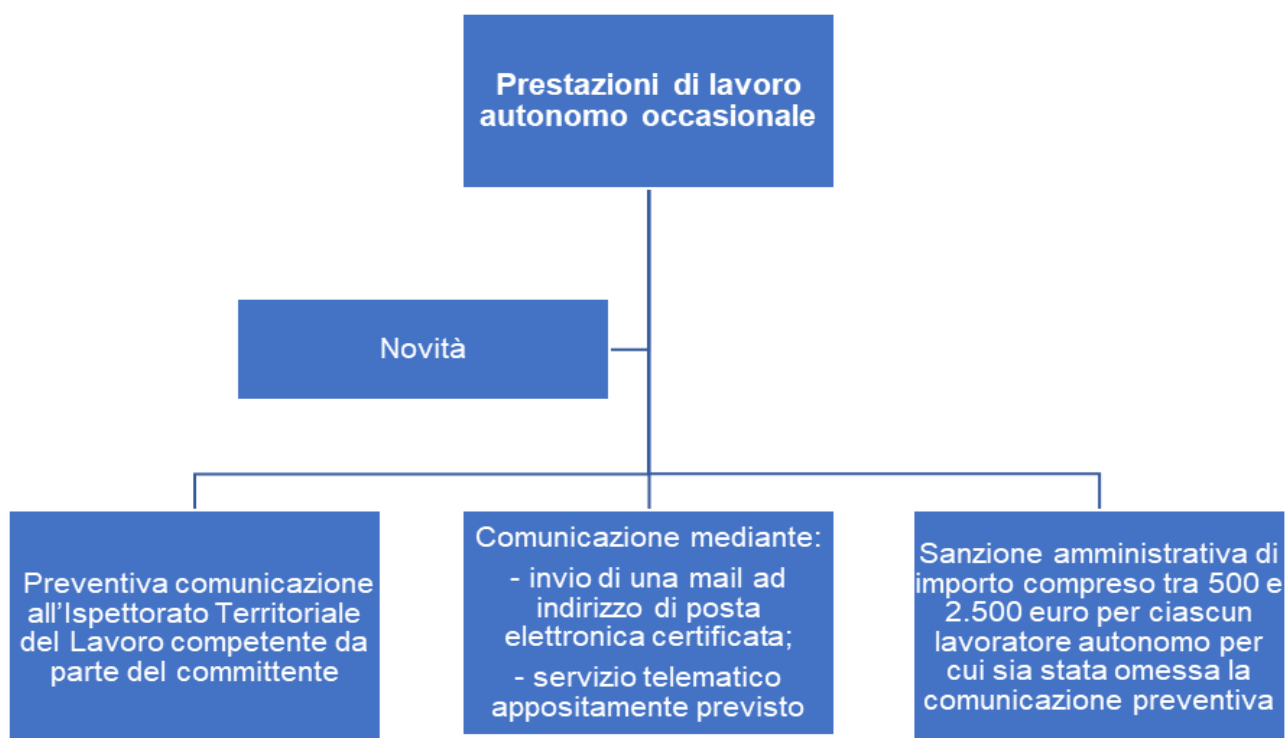 Prestazioni di lavoro
autonomo occasionale
Novità
Preventiva comunicazione
all'Ispettorato Territoriale
del Lavoro competente da
parte del committente
Comunicazione mediante:
- invio di una mail ad
indirizzo di posta
elettronica certificata;
- servizio telematico
appositamente previsto
Sanzione amministrativa di
importo compreso tra 500 e
2.500 euro per ciascun
lavoratore autonomo per
cui sia stata omessa la
comunicazione preventiva